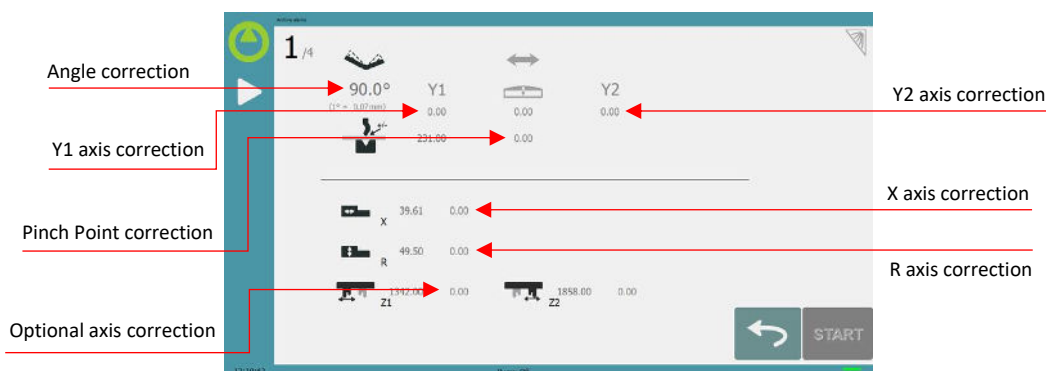 1 /4
Angle correction
90.0° Y1 Y2
Y2 axis correction
(1° = 0.07 mm) 0.00 0.00 0.00
+/-
231.00 0.00
Y1 axis correction
X axis correction
X 39.61 0.00
Pinch Point correction
R 49.50 0.00
R axis correction
Z1 1342.00 0.00 Z2 1858.00 0.00
Optional axis correction
START